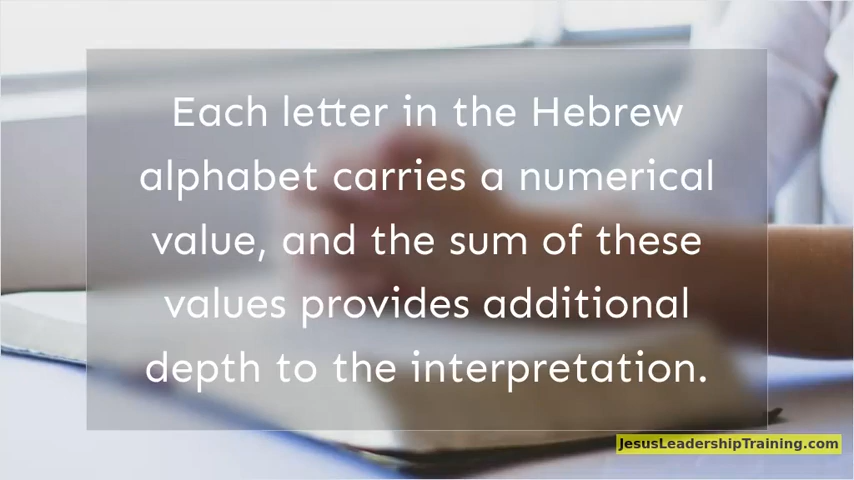 Each letter in the Hebrew
alphabet carries a numerical
value, and the sum of these
values provides additional
depth to the interpretation.
JesusLeadershipTraining.com